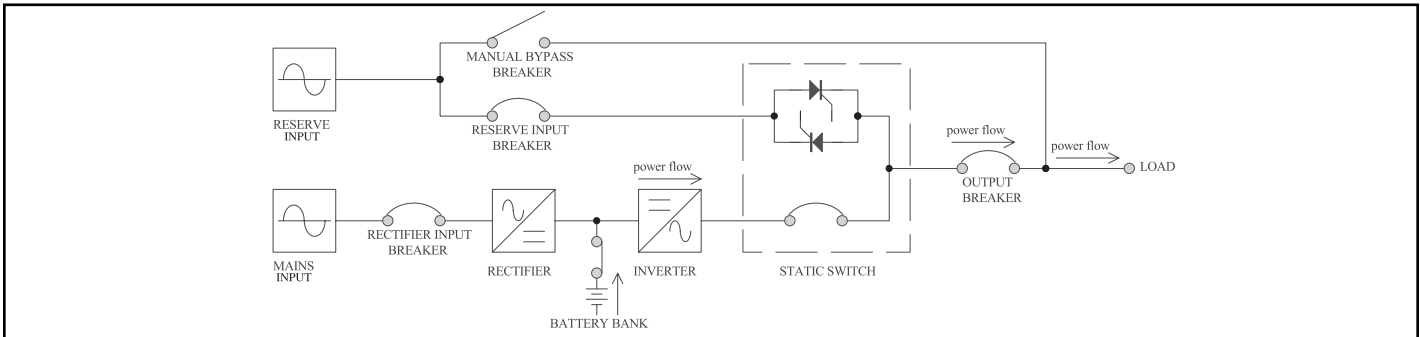 MANUAL BYPASS
BREAKER
RESERVE
INPUT
RESERVE INPUT
BREAKER
power flow
power flow
LOAD
OUTPUT
BREAKER
power flow
RECTIFIER INPUT
BREAKER
MAINS
INPUT
RECTIFIER
INVERTER
STATIC SWITCH
BATTERY BANK